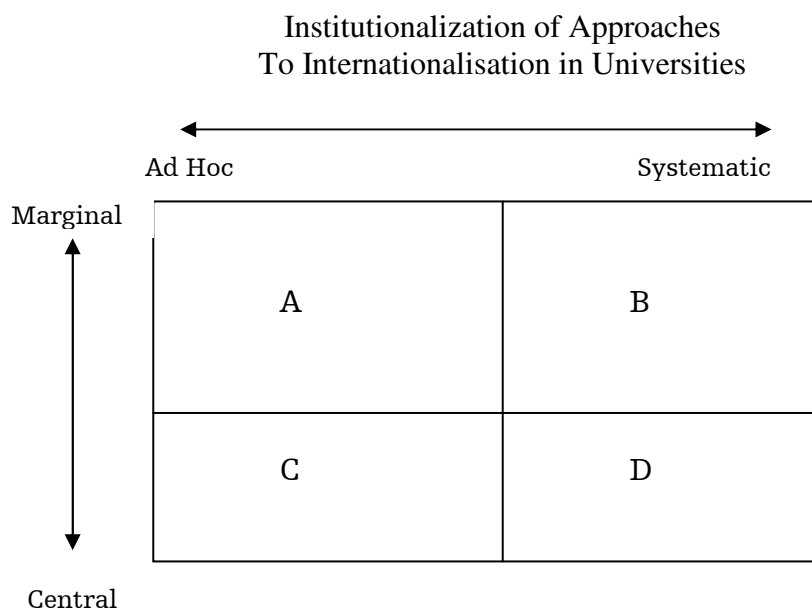 Institutionalization of Approaches
To Internationalisation in Universities
Ad Hoc
Systematic
Marginal
A
B
C
D
Central